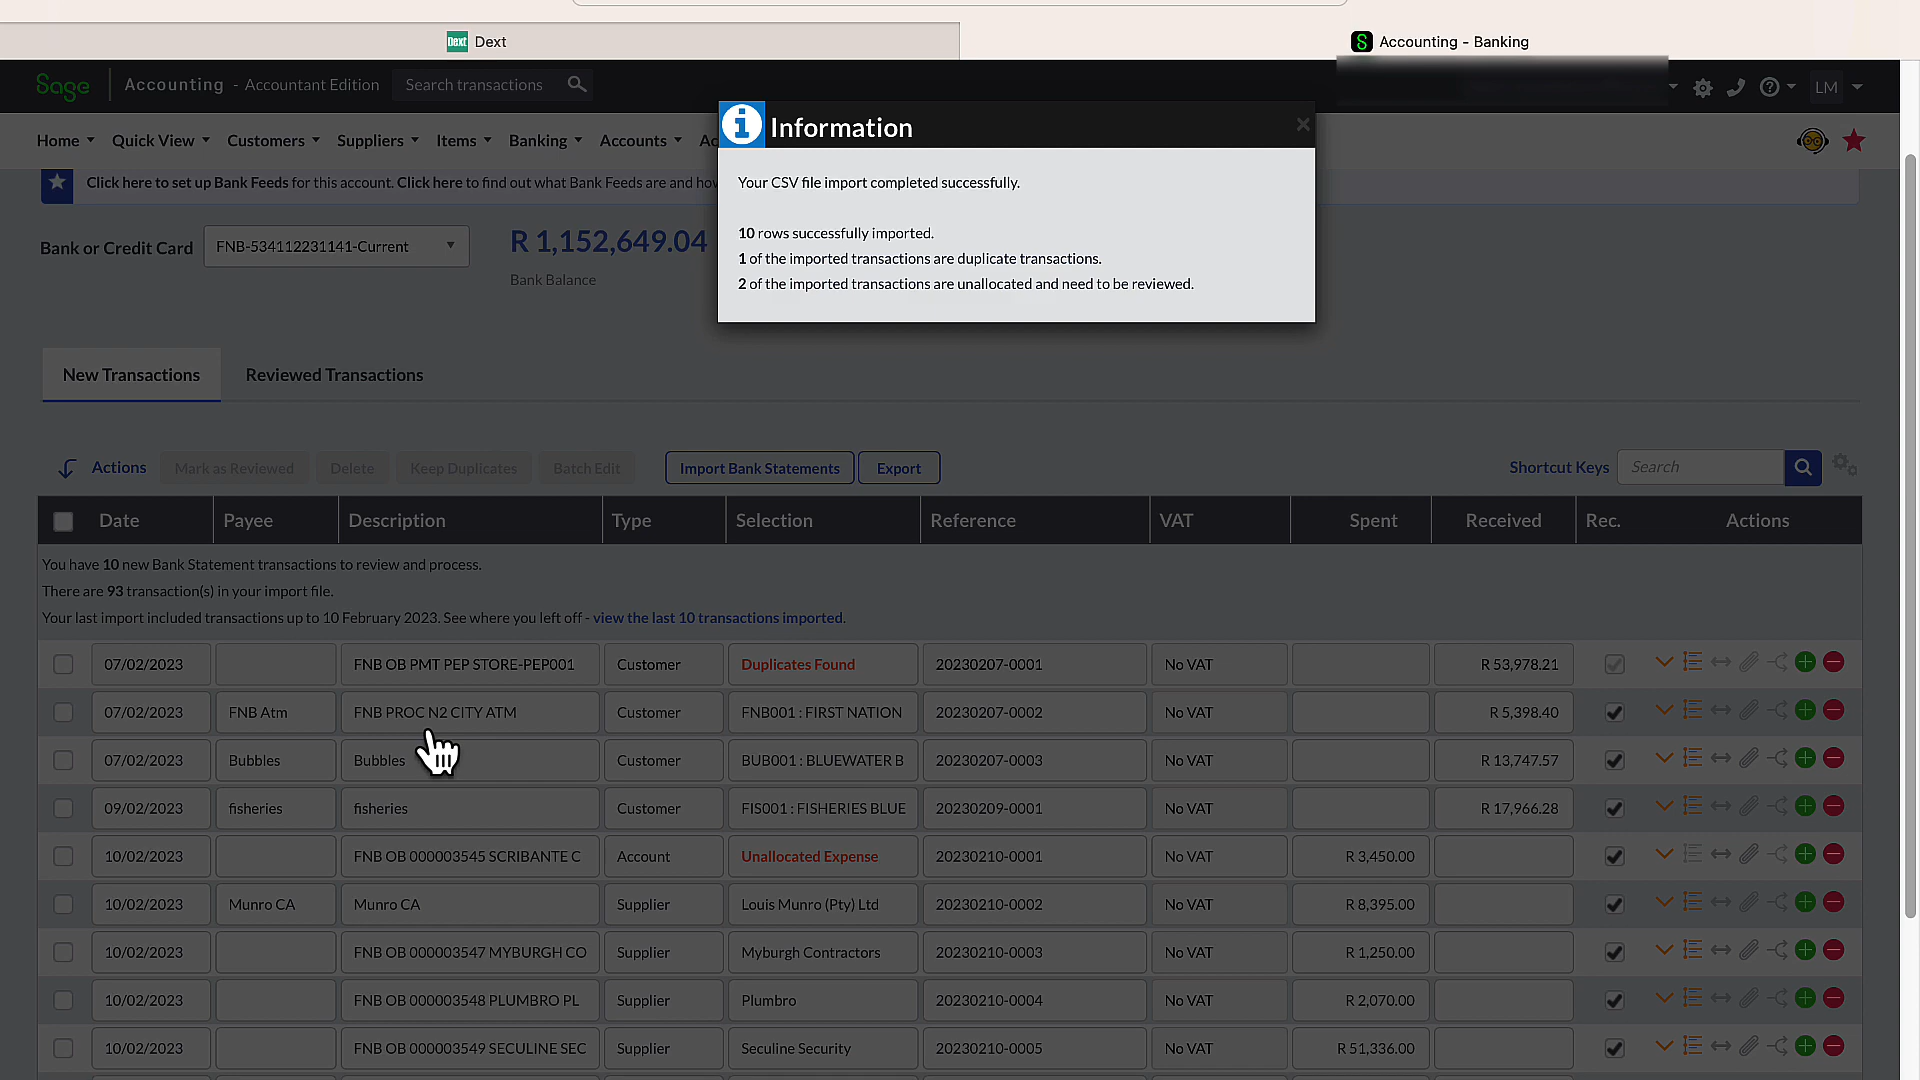 Dext Dext
S Accounting - Banking
Sage Accounting - Accountant Edition Search transactions
LM
Home Quick View Customers Suppliers Items Banking Accounts Ac
Information
Your CSV file import completed successfully.
10 rows successfully imported.
1 of the imported transactions are duplicate transactions.
2 of the imported transactions are unallocated and need to be reviewed.
Click here to set up Bank Feeds for this account. Click here to find out what Bank Feeds are and how
Bank or Credit Card FNB-534112231141-Current R 1,152,649.04
Bank Balance
New Transactions Reviewed Transactions
Actions Mark as Reviewed Delete Keep Duplicates Batch Edit Import Bank Statements Export Shortcut Keys Search
Date Payee Description Type Selection Reference VAT Spent Received Rec. Actions
You have 10 new Bank Statement transactions to review and process.
There are 93 transaction(s) in your import file.
Your last import included transactions up to 10 February 2023. See where you left off - view the last 10 transactions imported.
07/02/2023 FNB OB PMT PEP STORE-PEP001 Customer Duplicates Found 20230207-0001 No VAT R 53,978.21
07/02/2023 FNB Atm FNB PROC N2 CITY ATM Customer FNB001 : FIRST NATION 20230207-0002 No VAT R 5,398.40
07/02/2023 Bubbles Bubbles Customer BUB001 : BLUEWATER B 20230207-0003 No VAT R 13,747.57
09/02/2023 fisheries fisheries Customer FIS001 : FISHERIES BLUE 20230209-0001 No VAT R 17,966.28
10/02/2023 FNB OB 000003545 SCRIBANTE C Account Unallocated Expense 20230210-0001 No VAT R 3,450.00
10/02/2023 Munro CA Munro CA Supplier Louis Munro (Pty) Ltd 20230210-0002 No VAT R 8,395.00
10/02/2023 FNB OB 000003547 MYBURGH CO Supplier Myburgh Contractors 20230210-0003 No VAT R 1,250.00
10/02/2023 FNB OB 000003548 PLUMBRO PL Supplier Plumbro 20230210-0004 No VAT R 2,070.00
10/02/2023 FNB OB 000003549 SECULINE SEC Supplier Seculine Security 20230210-0005 No VAT R 51,336.00